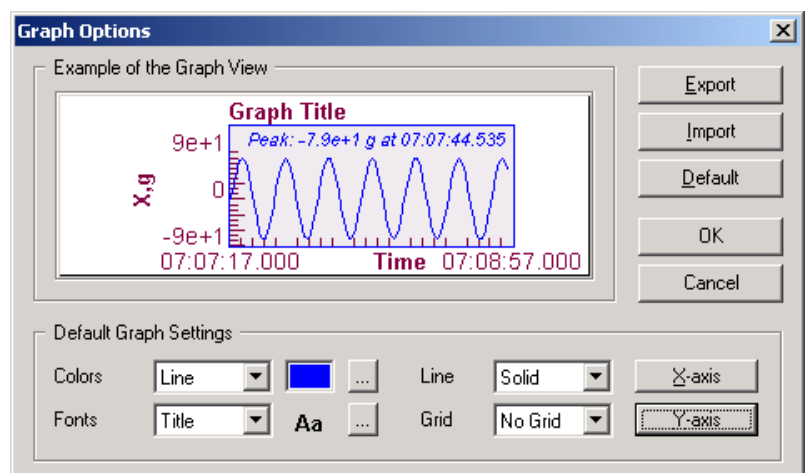 Graph Options
Example of the Graph View
Graph Title
Peak: -7.9e+1 g at 07:07:44.535
9e+1
X,g
0
-9e+1
07:07:17.000 Time 07:08:57.000
Export
Import
Default
OK
Cancel
Default Graph Settings
Colors Line ... Line Solid X-axis
Fonts Title Aa ... Grid No Grid Y-axis